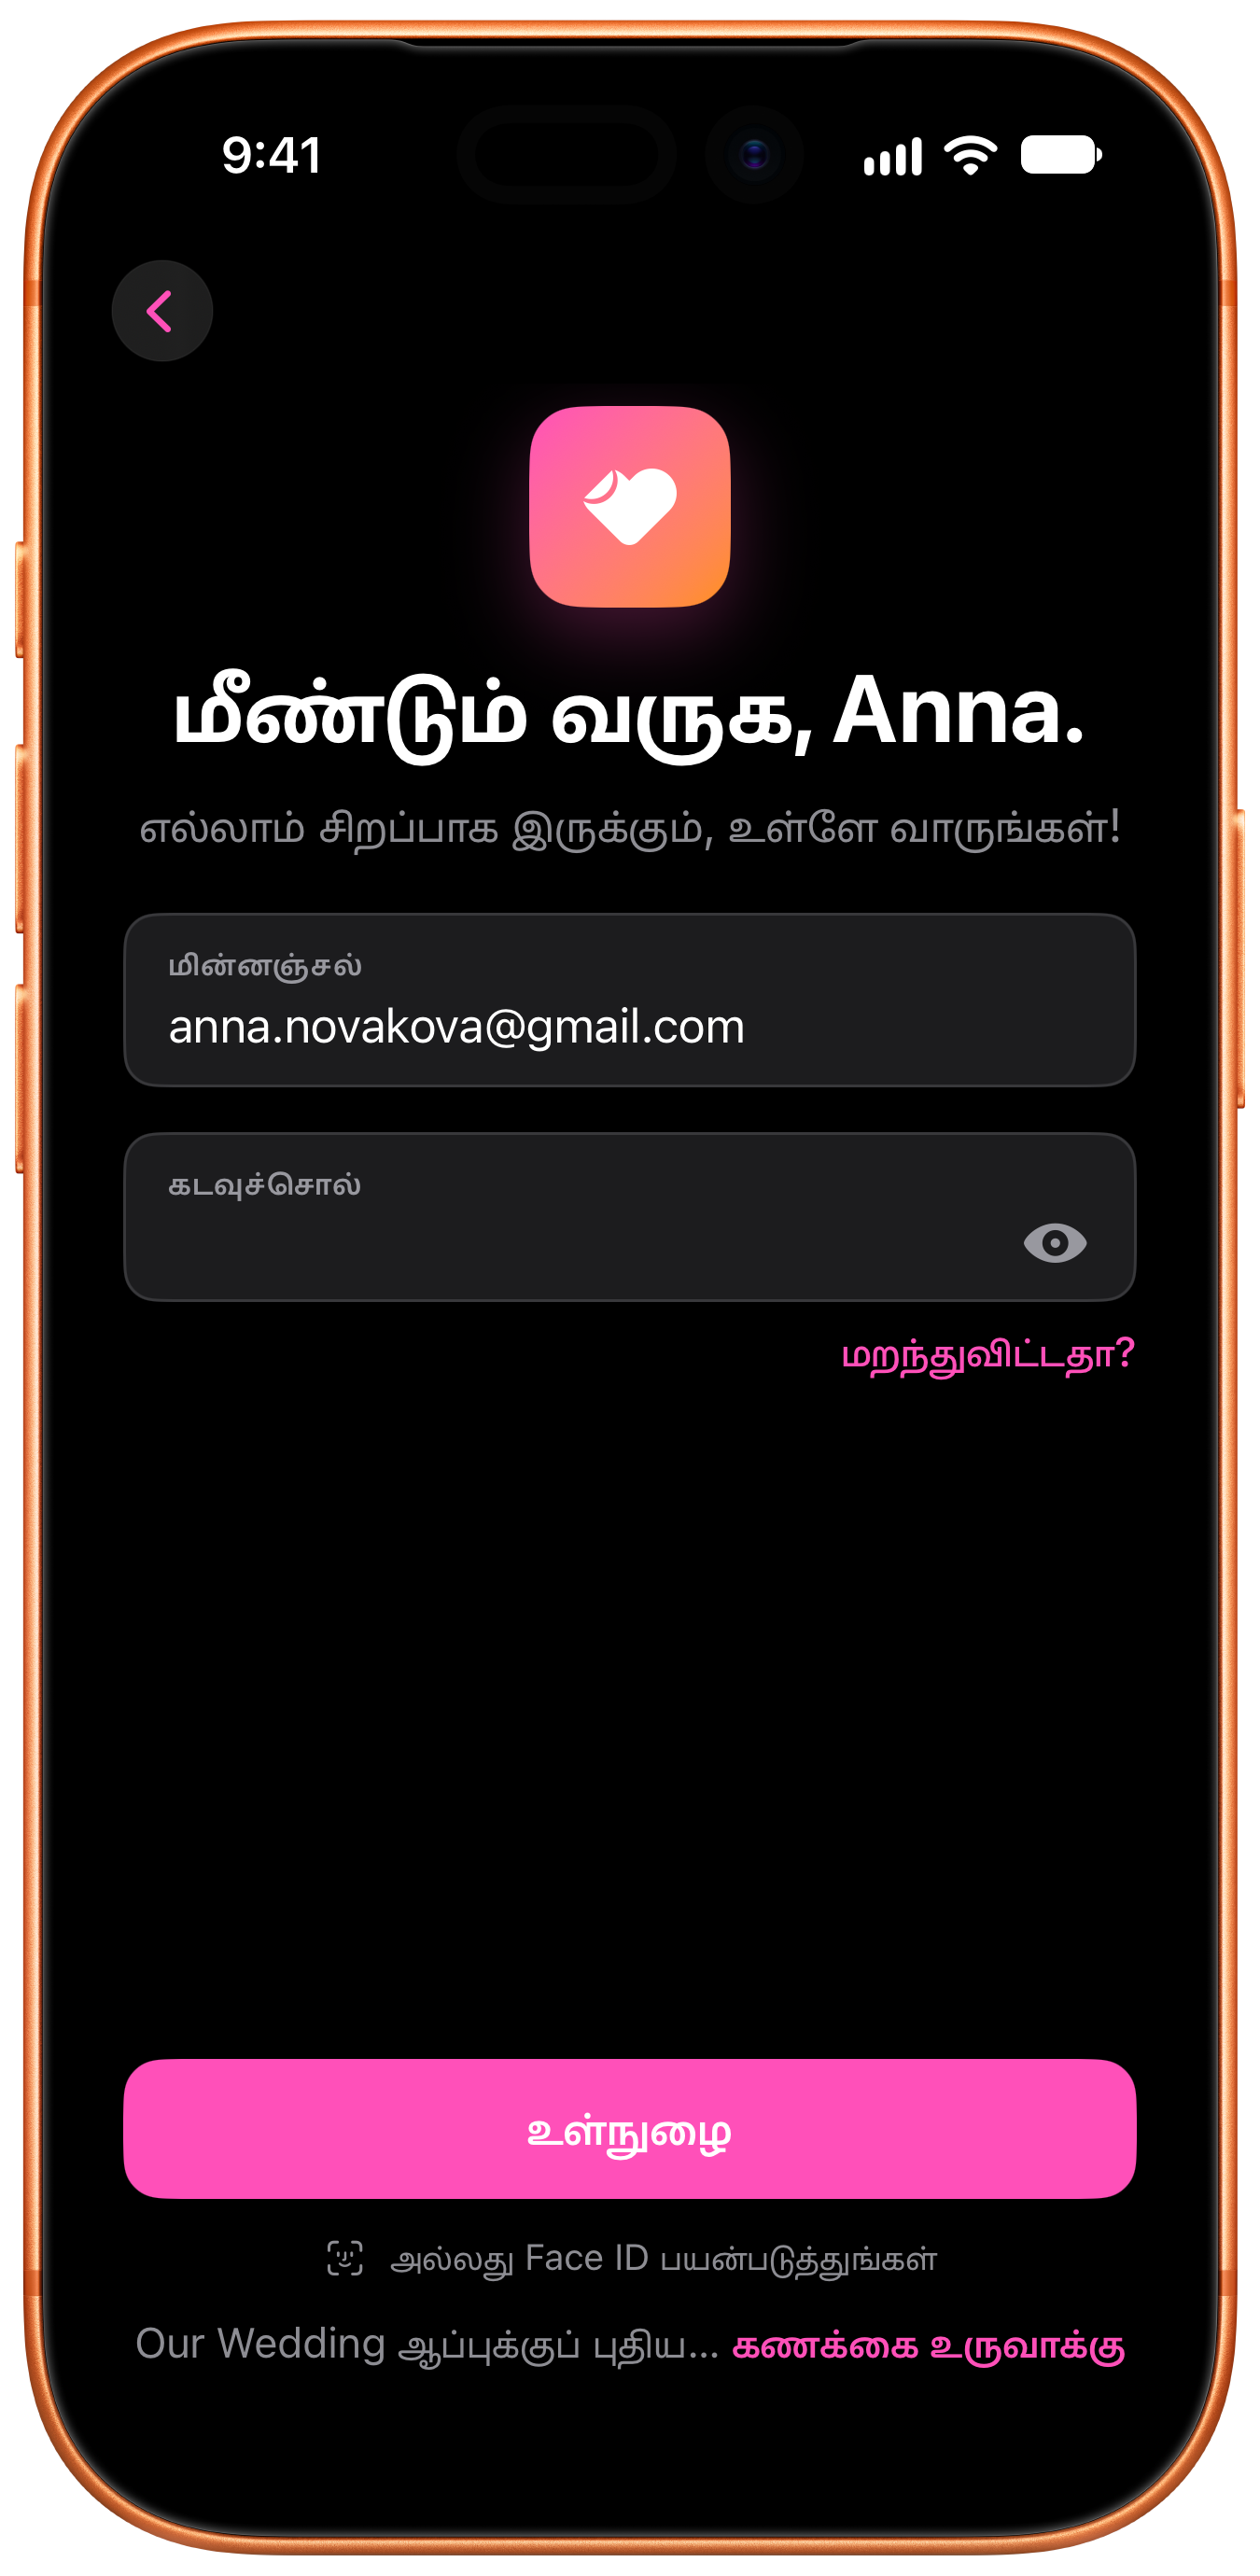 9:41
மீண்டும் வருக, Anna.
எல்லாம் சிறப்பாக இருக்கும், உள்ளே வாருங்கள்!
மின்னஞ்சல்
anna.novakova@gmail.com
கடவுச்சொல்
மறந்துவிட்டதா?
உள்நுழை
அல்லது Face ID பயன்படுத்துங்கள்
Our Wedding ஆப்புக்குப் புதிய... கணக்கை உருவாக்கு